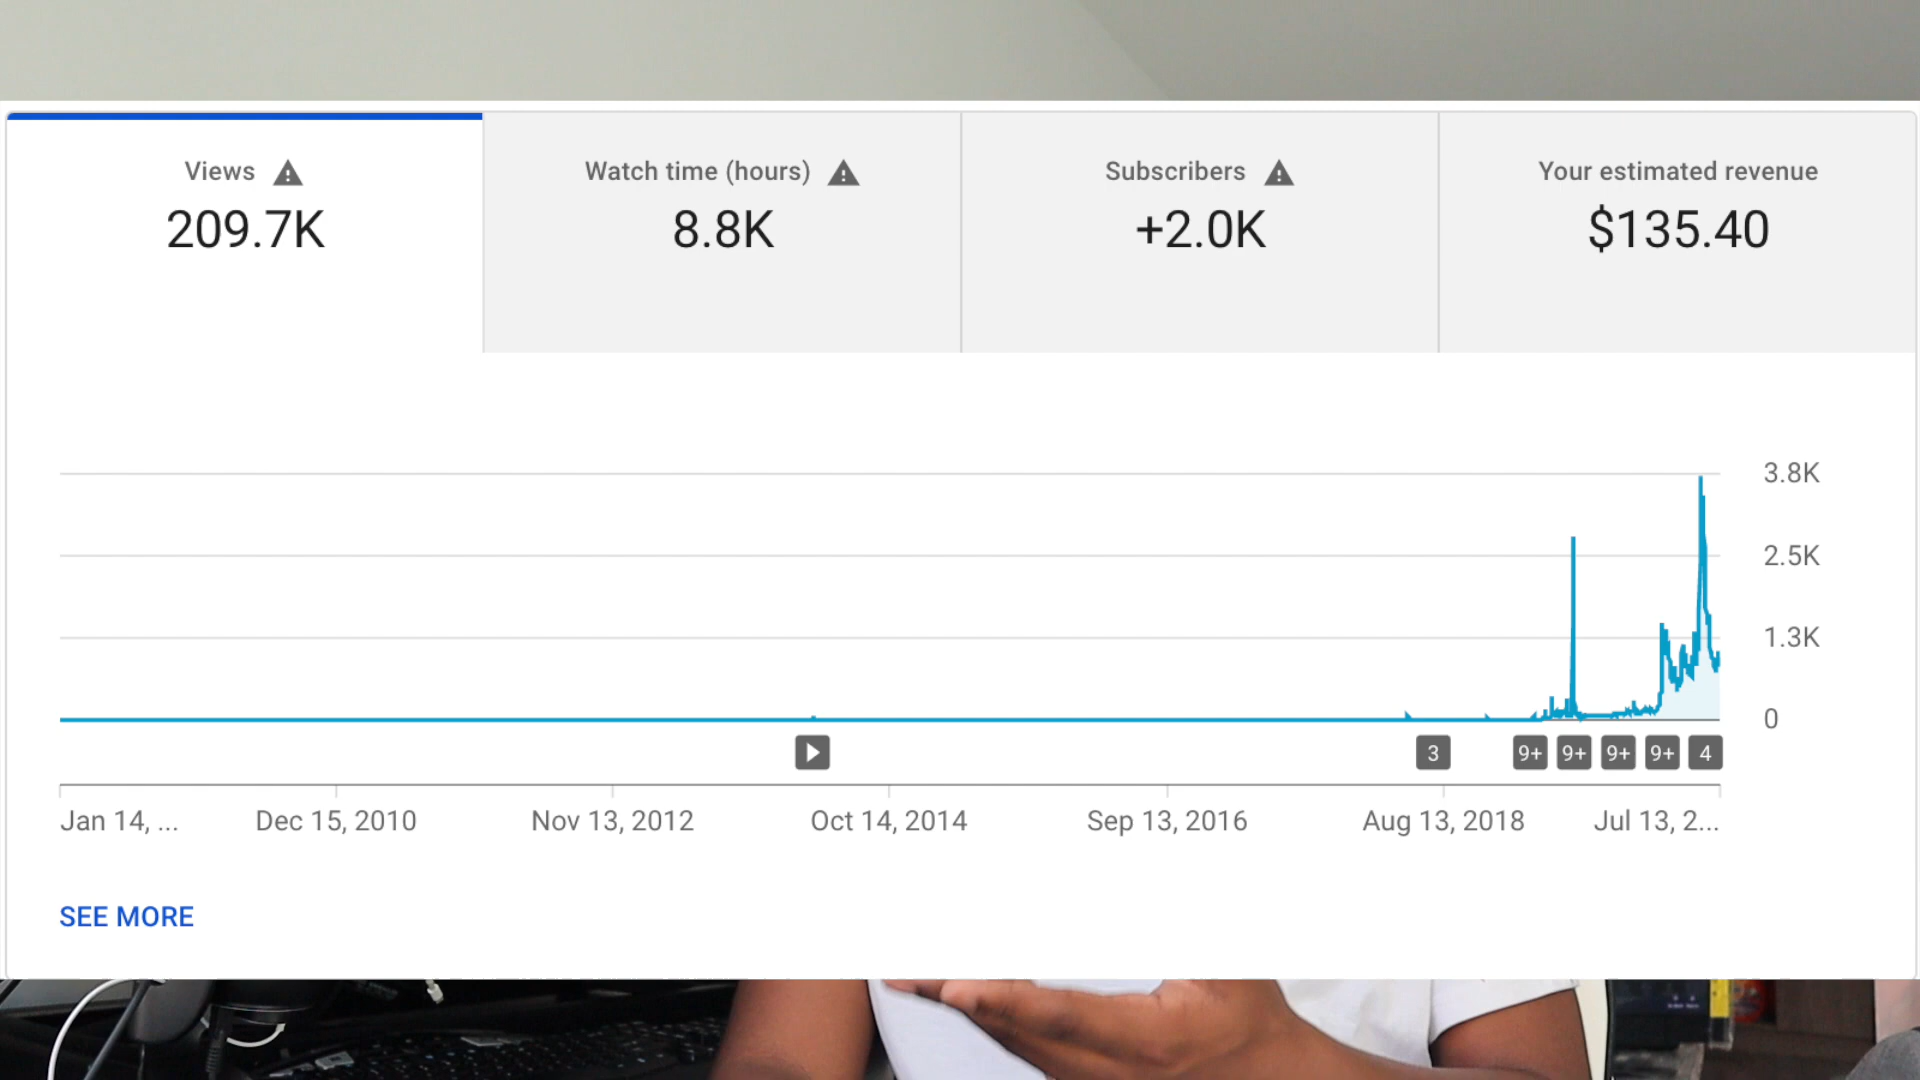 Views
209.7K
Watch time (hours)
8.8K
Subscribers
+2.0K
Your estimated revenue
$135.40
3.8K
2.5K
1.3K
0
3 9+ 9+ 9+ 9+ 4
Jan 14, ... Dec 15, 2010 Nov 13, 2012 Oct 14, 2014 Sep 13, 2016 Aug 13, 2018 Jul 13, 2...
SEE MORE